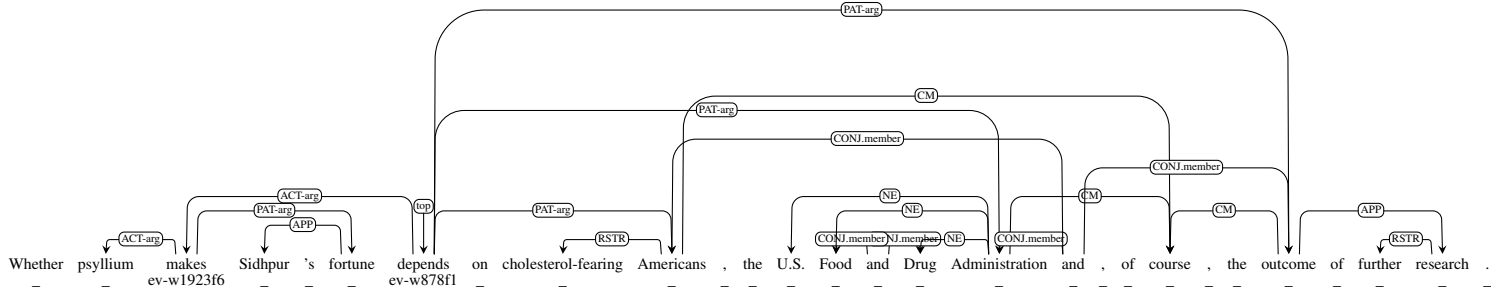 PAT-arg
CM
PAT-arg
CONJ.member
CONJ.member
ACT-arg NE CM
top
PAT-arg PAT-arg NE CM APP
APP
ACT-arg RSTR CONJ.member NJ.member NE CONJ.member RSTR
Whether psyllium makes Sidhpur 's fortune depends on cholesterol-fearing Americans , the U.S. Food and Drug Administration and , of course , the outcome of further research .
_ _ ev-w1923f6 _ _ _ ev-w878f1 _ _ _ _ _ _ _ _ _ _ _ _ _ _ _ _ _ _ _ _ _